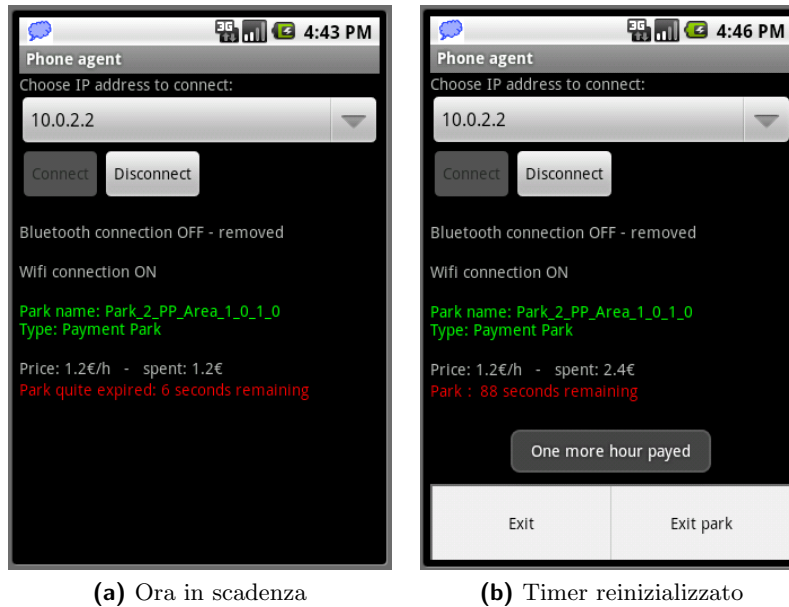 3G 4:43 PM
Phone agent
Choose IP address to connect:
10.0.2.2
Connect Disconnect
Bluetooth connection OFF - removed
Wifi connection ON
Park name: Park_2_PP_Area_1_0_1_0
Type: Payment Park
Price: 1.2€/h - spent: 1.2€
Park quite expired: 6 seconds remaining
(a) Ora in scadenza
3G 4:46 PM
Phone agent
Choose IP address to connect:
10.0.2.2
Connect Disconnect
Bluetooth connection OFF - removed
Wifi connection ON
Park name: Park_2_PP_Area_1_0_1_0
Type: Payment Park
Price: 1.2€/h - spent: 2.4€
Park : 88 seconds remaining
One more hour payed
Exit Exit park
(b) Timer reinizializzato